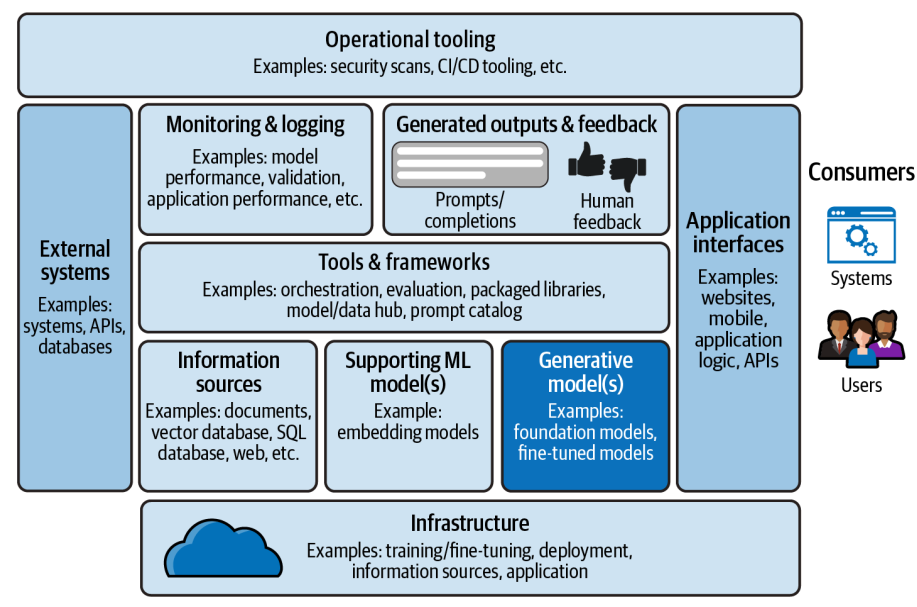 Operational tooling
Examples: security scans, CI/CD tooling, etc.
External
systems
Examples:
systems, APIs,
databases
Monitoring & logging
Examples: model
performance, validation,
application performance, etc.
Generated outputs & feedback
Prompts/
completions
Human
feedback
Tools & frameworks
Examples: orchestration, evaluation, packaged libraries,
model/data hub, prompt catalog
Information
sources
Examples: documents,
vector database, SQL
database, web, etc.
Supporting ML
model(s)
Example:
embedding models
Generative
model(s)
Examples:
foundation models,
fine-tuned models
Application
interfaces
Examples:
websites,
mobile,
application
logic, APIs
Consumers
Systems
Users
Infrastructure
Examples: training/fine-tuning, deployment,
information sources, application